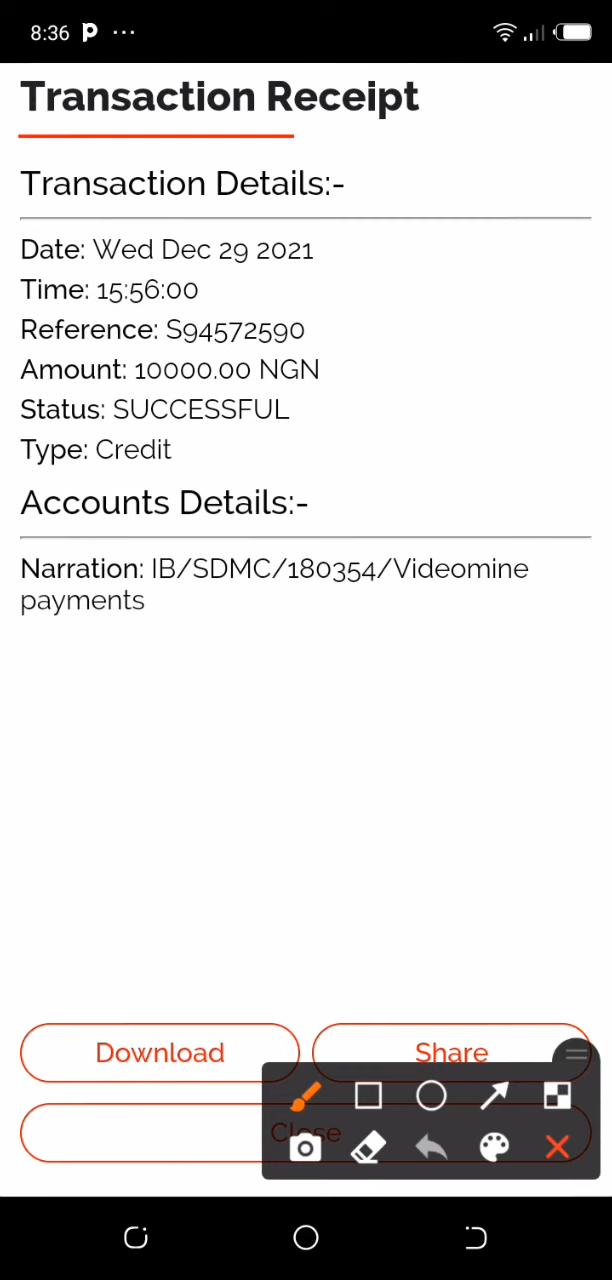 8:36
Transaction Receipt
Transaction Details:-
Date: Wed Dec 29 2021
Time: 15:56:00
Reference: S94572590
Amount: 10000.00 NGN
Status: SUCCESSFUL
Type: Credit
Accounts Details:-
Narration: IB/SDMC/180354/Videomine
payments
Download
Share
Close